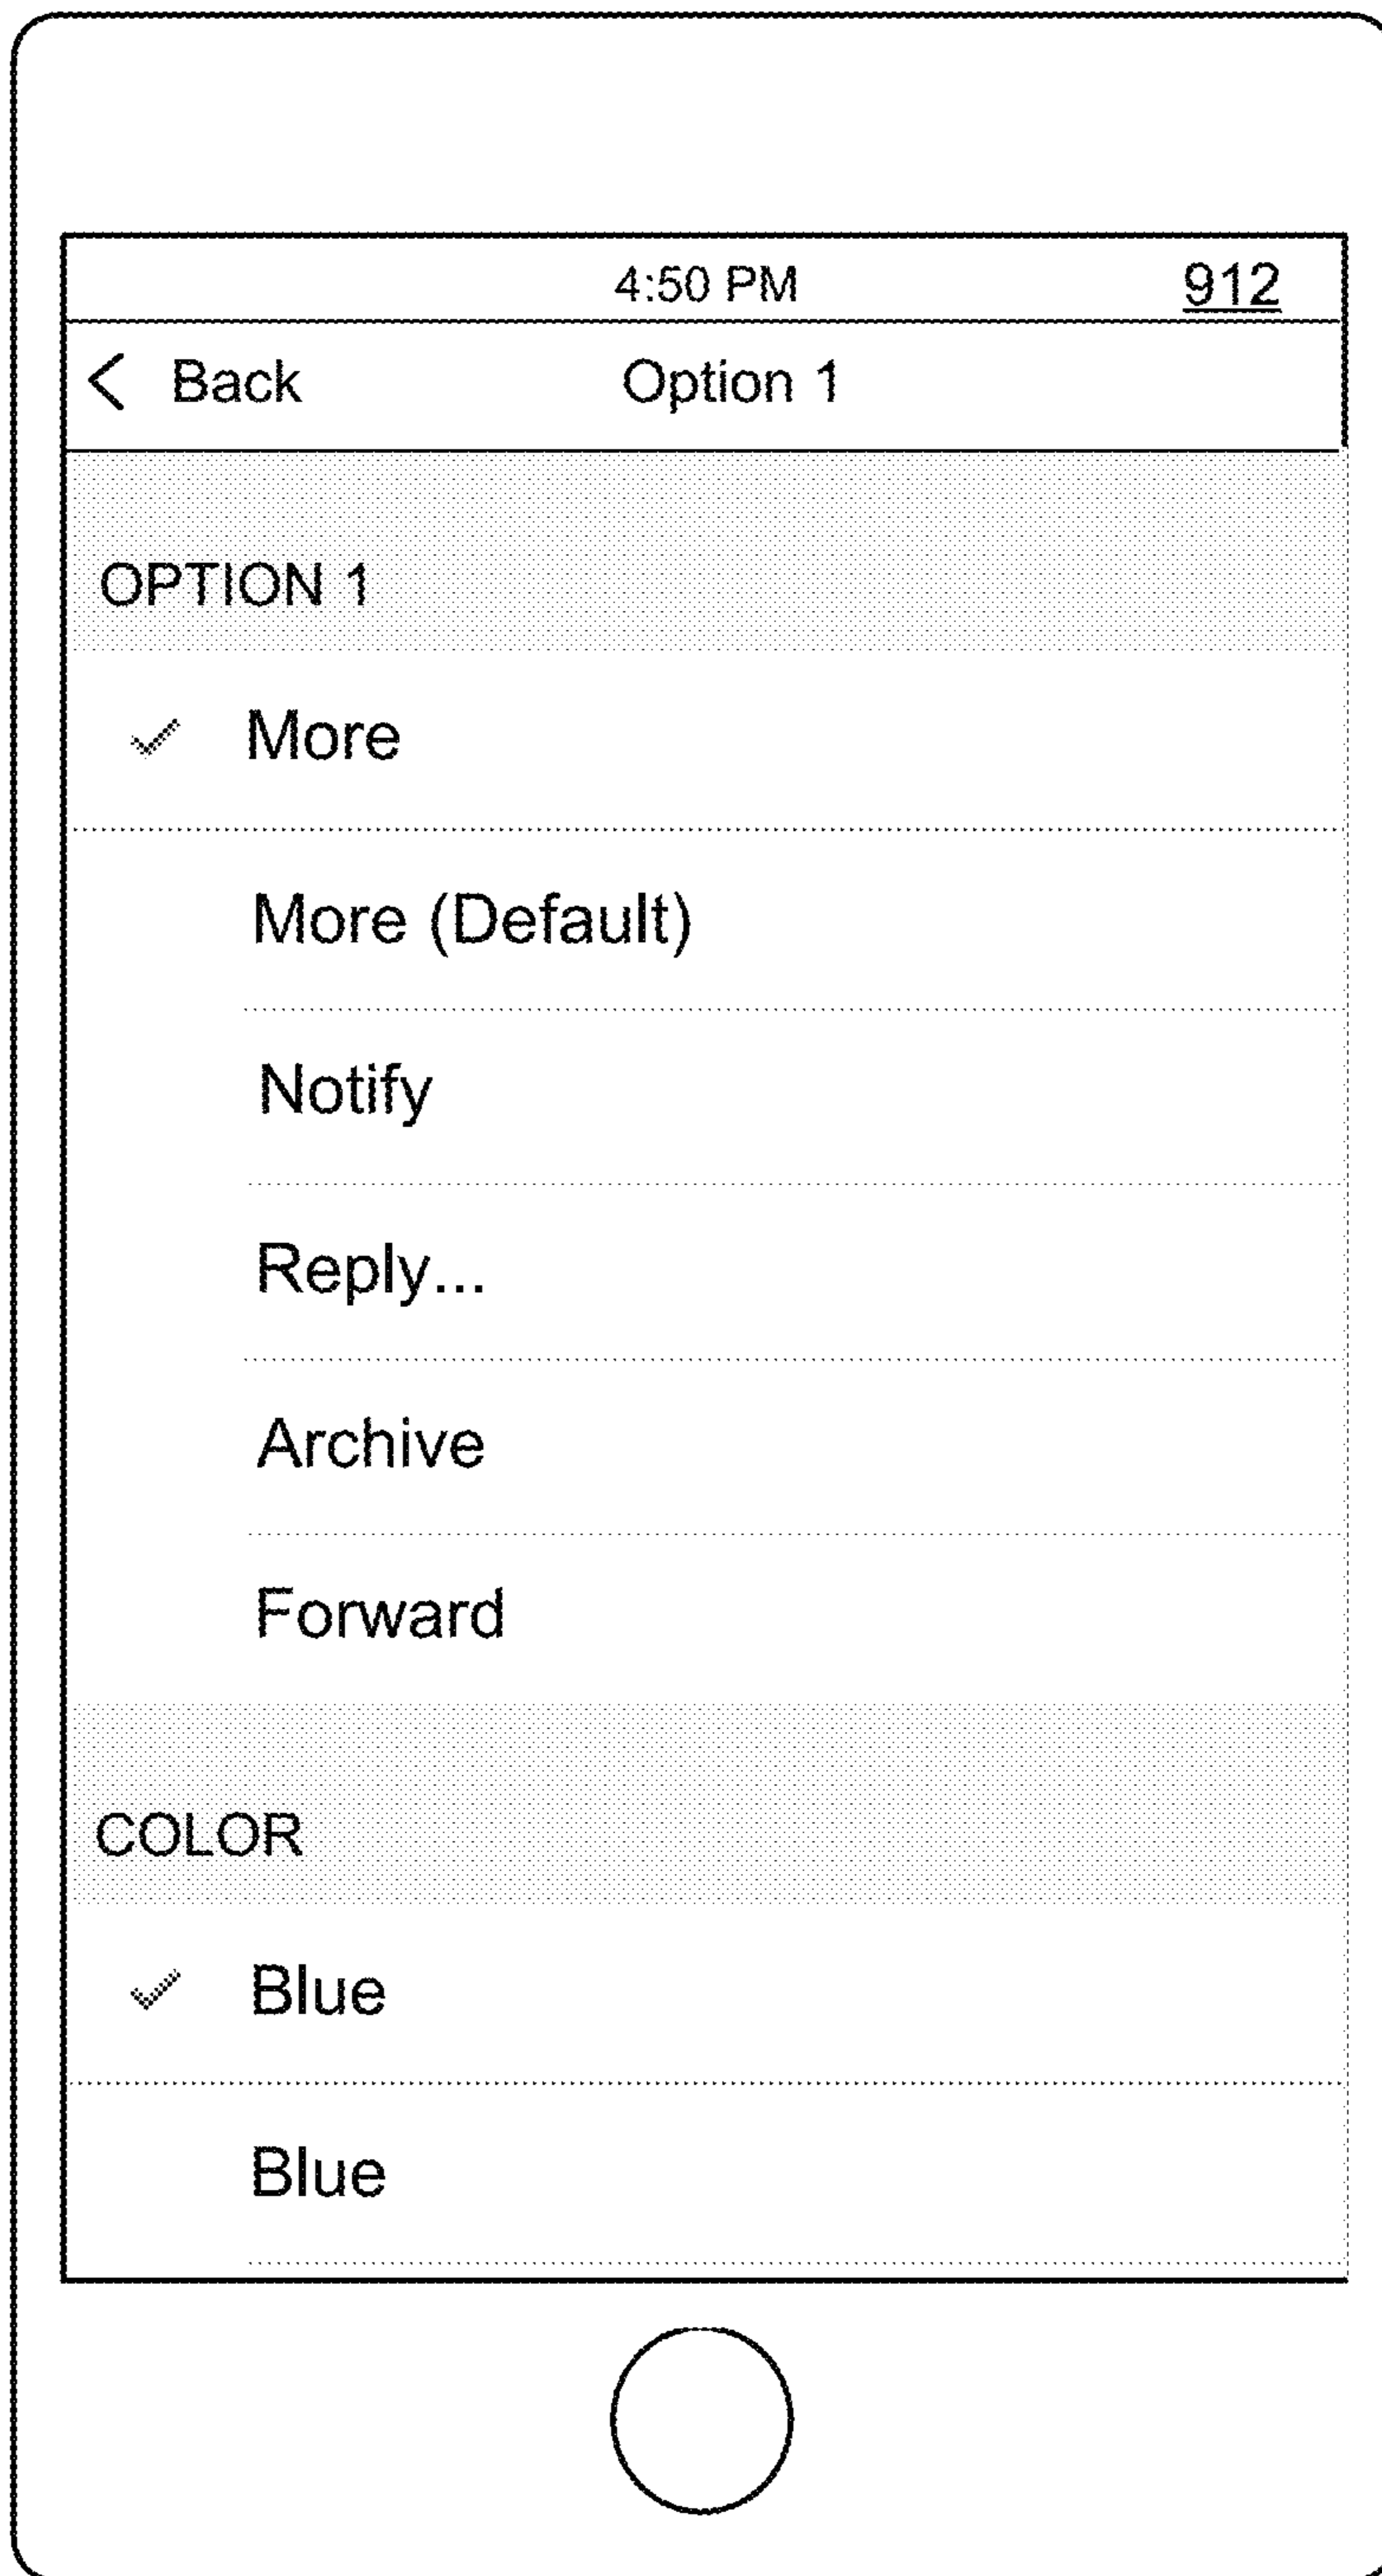 4:50 PM 912
< Back Option 1
OPTION 1
More
More (Default)
Notify
Reply...
Archive
Forward
COLOR
Blue
Blue